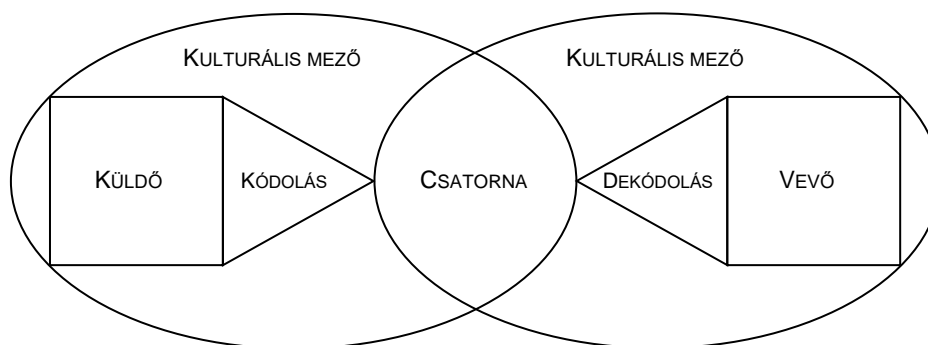 KULTURÁLIS MEZŐ KULTURÁLIS MEZŐ
KÜLDŐ KÓDOLÁS CSATORNA DEKÓDOLÁS VEVŐ